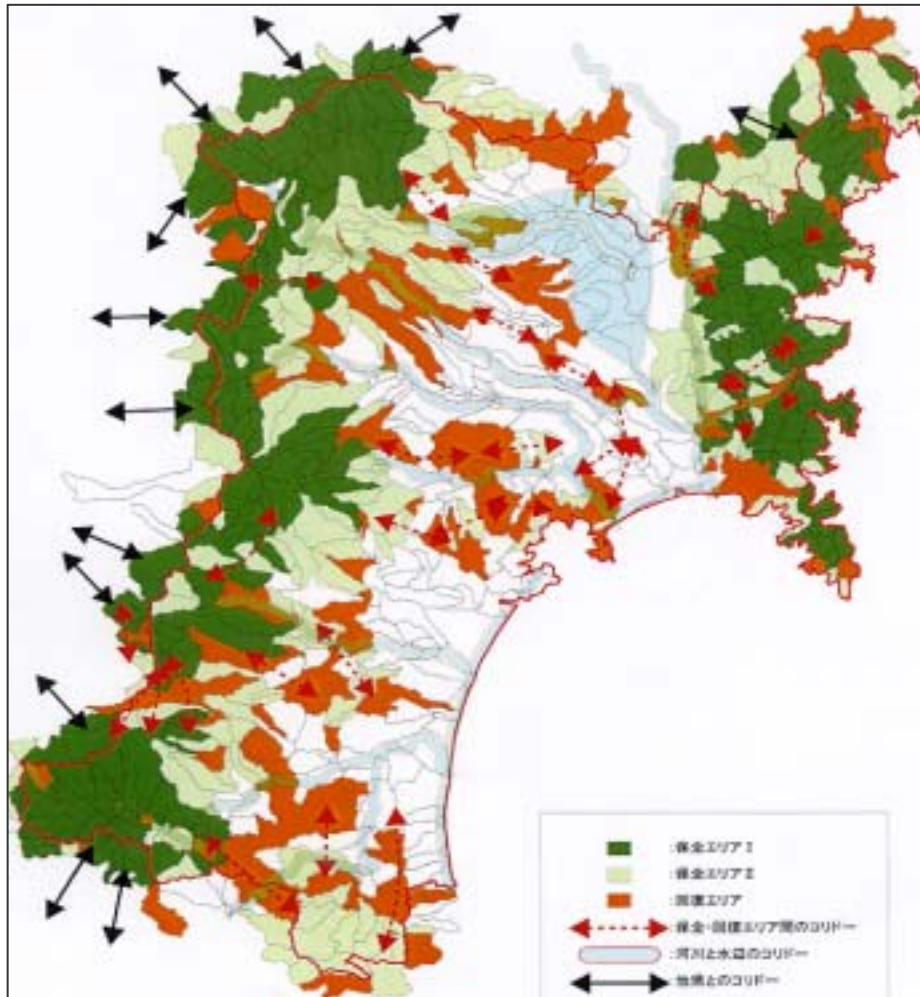 :保全エリアⅠ
:保全エリアⅡ
:回復エリア
:保全・回復エリア間のコリドー
:河川と水辺のコリドー
:他県とのコリドー